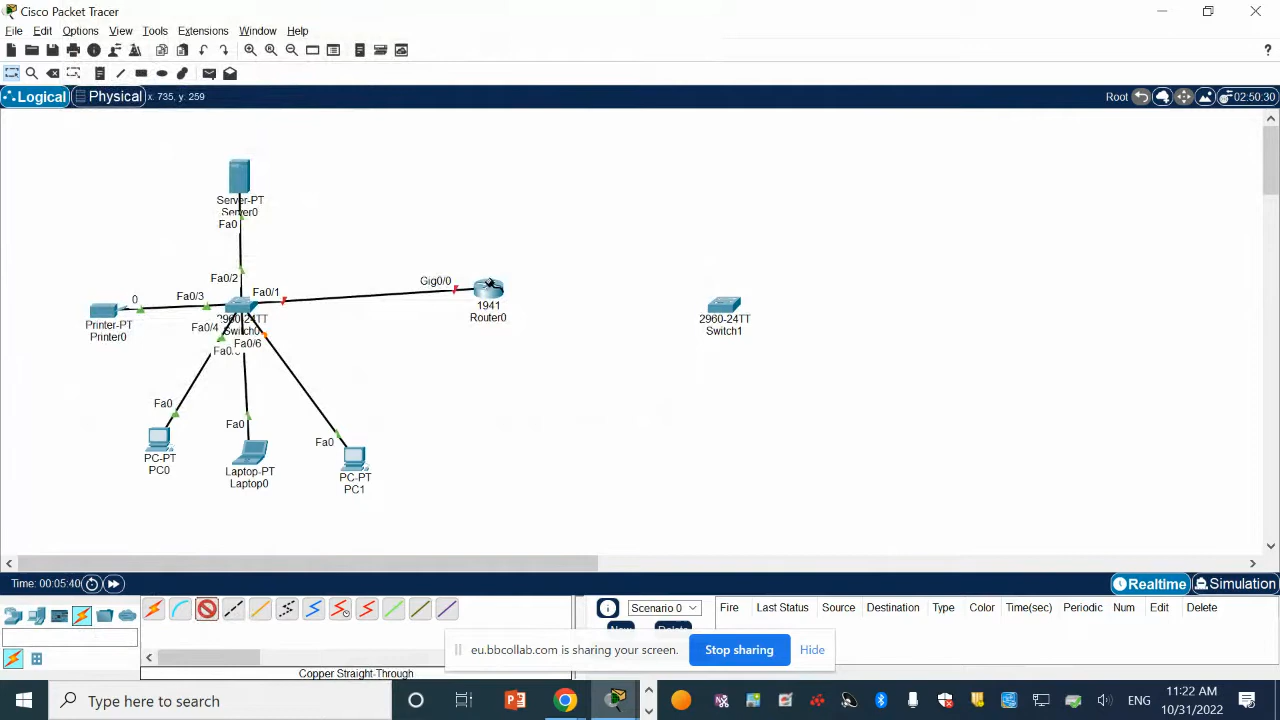 Cisco Packet Tracer
File Edit Options View Tools Extensions Window Help
?
Logical Physical x: 735, y: 259 Root 02:50:30
Server-PT
Server0
Fa0
Fa0/2
Fa0/1
Gig0/0
0
Fa0/3
1941
Router0
2960-24TT
Switch0
2960-24TT
Switch1
Printer-PT
Printer0
Fa0/4
Fa0/6
Fa0
Fa0
Fa0
PC-PT
PC0
Laptop-PT
Laptop0
PC-PT
PC1
Time: 00:05:40 Realtime Simulation
Scenario 0 Fire Last Status Source Destination Type Color Time(sec) Periodic Num Edit Delete
New Delete
eu.bbcollab.com is sharing your screen. Stop sharing Hide
Copper Straight-Through
Type here to search
ENG
11:22 AM
10/31/2022